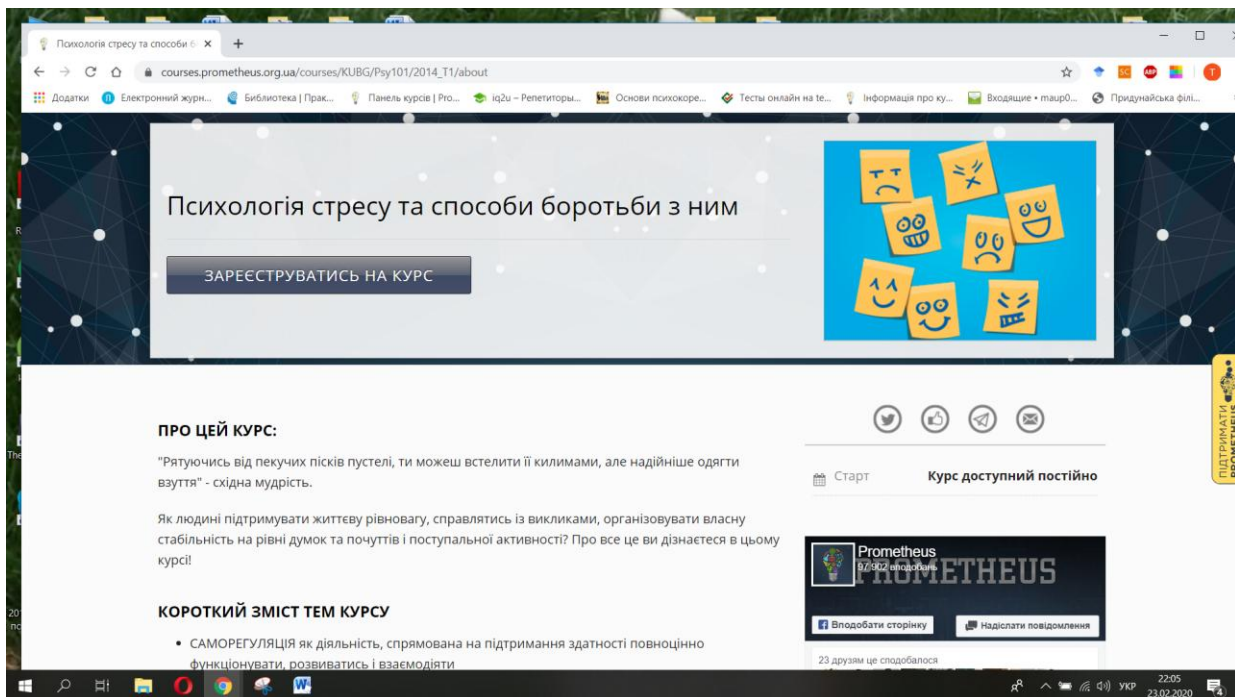 Психологія стресу та способи б
courses.prometheus.org.ua/courses/KUBG/Psy101/2014_T1/about
ABP
SC
T
Додатки
Електронний журн...
Библиотека | Прак...
Панель курсів | Pro...
iq2u – Репетиторы...
Основи психокоре...
Тесты онлайн на te...
Інформація про ку...
Входящие • maup0...
Придунайська філі...
Психологія стресу та способи боротьби з ним
ЗАРЕЄСТРУВАТИСЬ НА КУРС
ПРО ЦЕЙ КУРС:
"Рятуючись від пекучих пісків пустелі, ти можеш встелити її килимами, але надійніше одягти
взуття" - східна мудрість.
Як людині підтримувати життєву рівновагу, справлятись із викликами, організовувати власну
стабільність на рівні думок та почуттів і поступальної активності? Про все це ви дізнаєтеся в цьому
курсі!
КОРОТКИЙ ЗМІСТ ТЕМ КУРСУ
• САМОРЕГУЛЯЦІЯ як діяльність, спрямована на підтримання здатності повноцінно
функціонувати, розвиватись і взаємодіяти
Старт Курс доступний постійно
Prometheus
97 902 вподобань
PROMETHEUS
Вподобати сторінку
Надіслати повідомлення
23 друзям це сподобалося
ПІДТРИМАТИ
PROMETHEUS
УКР
22:05
23.02.2020
4